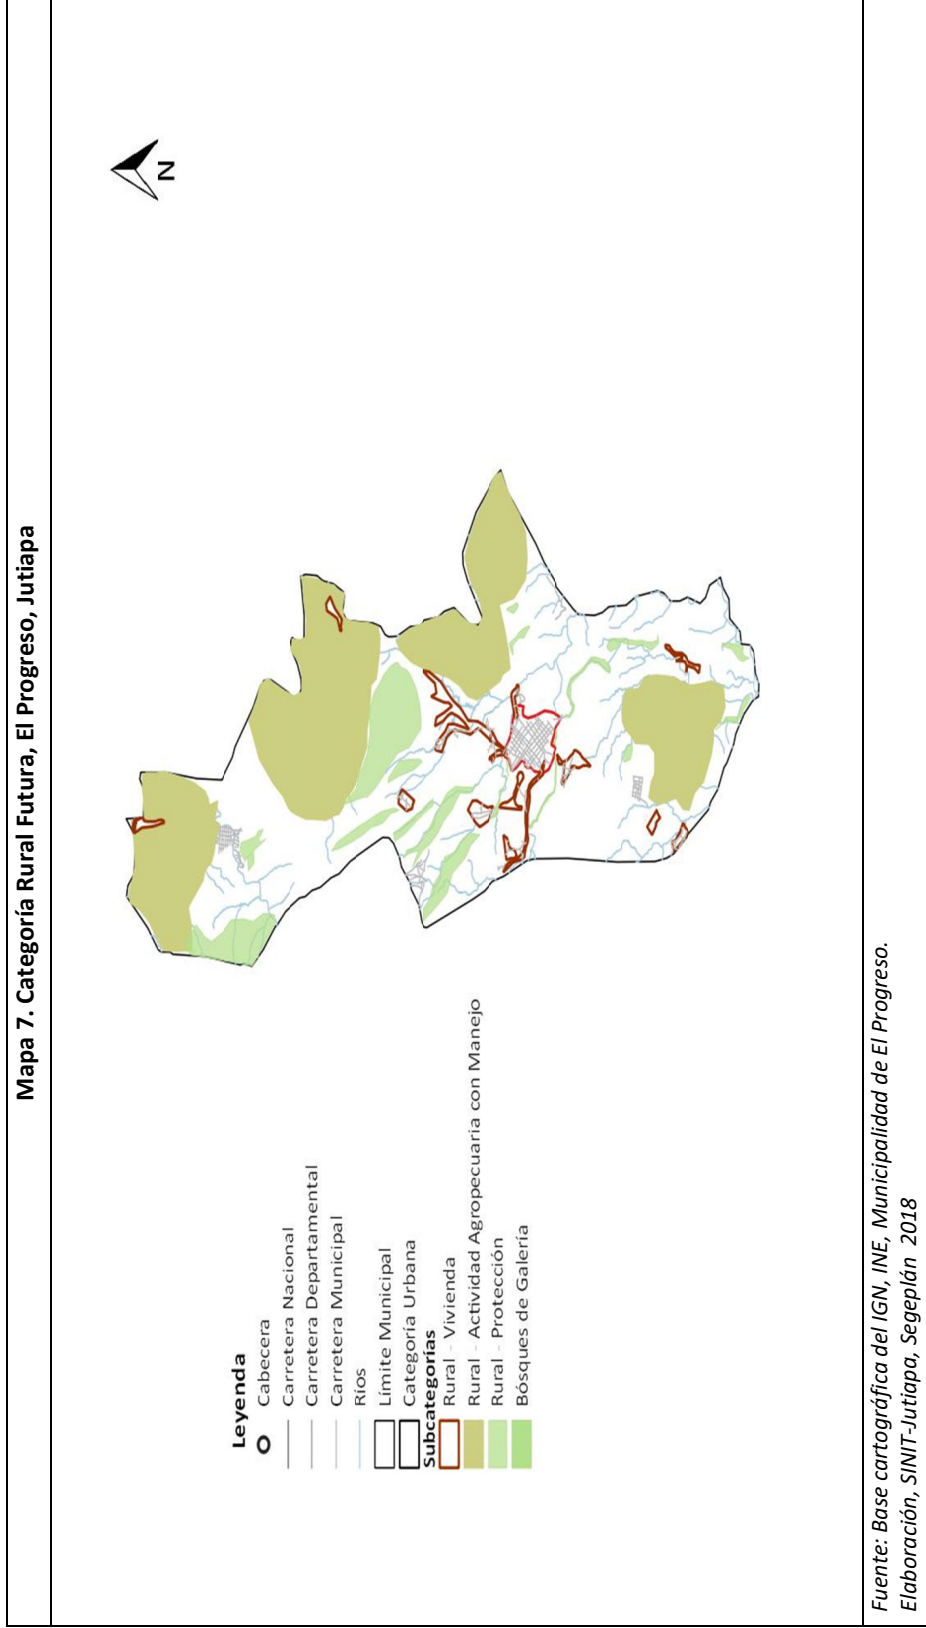 Mapa 7. Categoría Rural Futura, El Progreso, Jutiapa
N
Leyenda
Cabecera
Carretera Nacional
Carretera Departamental
Carretera Municipal
Ríos
Límite Municipal
Categoría Urbana
Subcategorías
Rural - Vivienda
Rural - Actividad Agropecuaria con Manejo
Rural - Protección
Bósques de Galería
Fuente: Base cartográfica del IGN, INE, Municipalidad de El Progreso.
Elaboración, SINIT-Jutiapa, Segeplán 2018